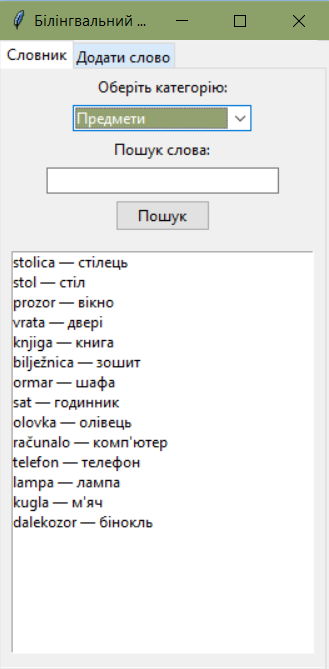 Білінгвальний ...
Словник Додати слово
Оберіть категорію:
Предмети
Пошук слова:
Пошук
stolica — стілець
stol — стіл
prozor — вікно
vrata — двері
knjiga — книга
bilježnica — зошит
ormar — шафа
sat — годинник
olovka — олівець
računalo — комп'ютер
telefon — телефон
lampa — лампа
kugla — м'яч
dalekozor — бінокль